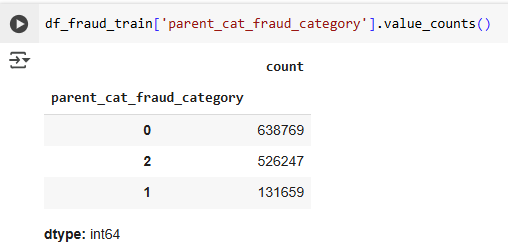 df_fraud_train['parent_cat_fraud_category'].value_counts()
count
parent_cat_fraud_category
0 638769
2 526247
1 131659
dtype: int64